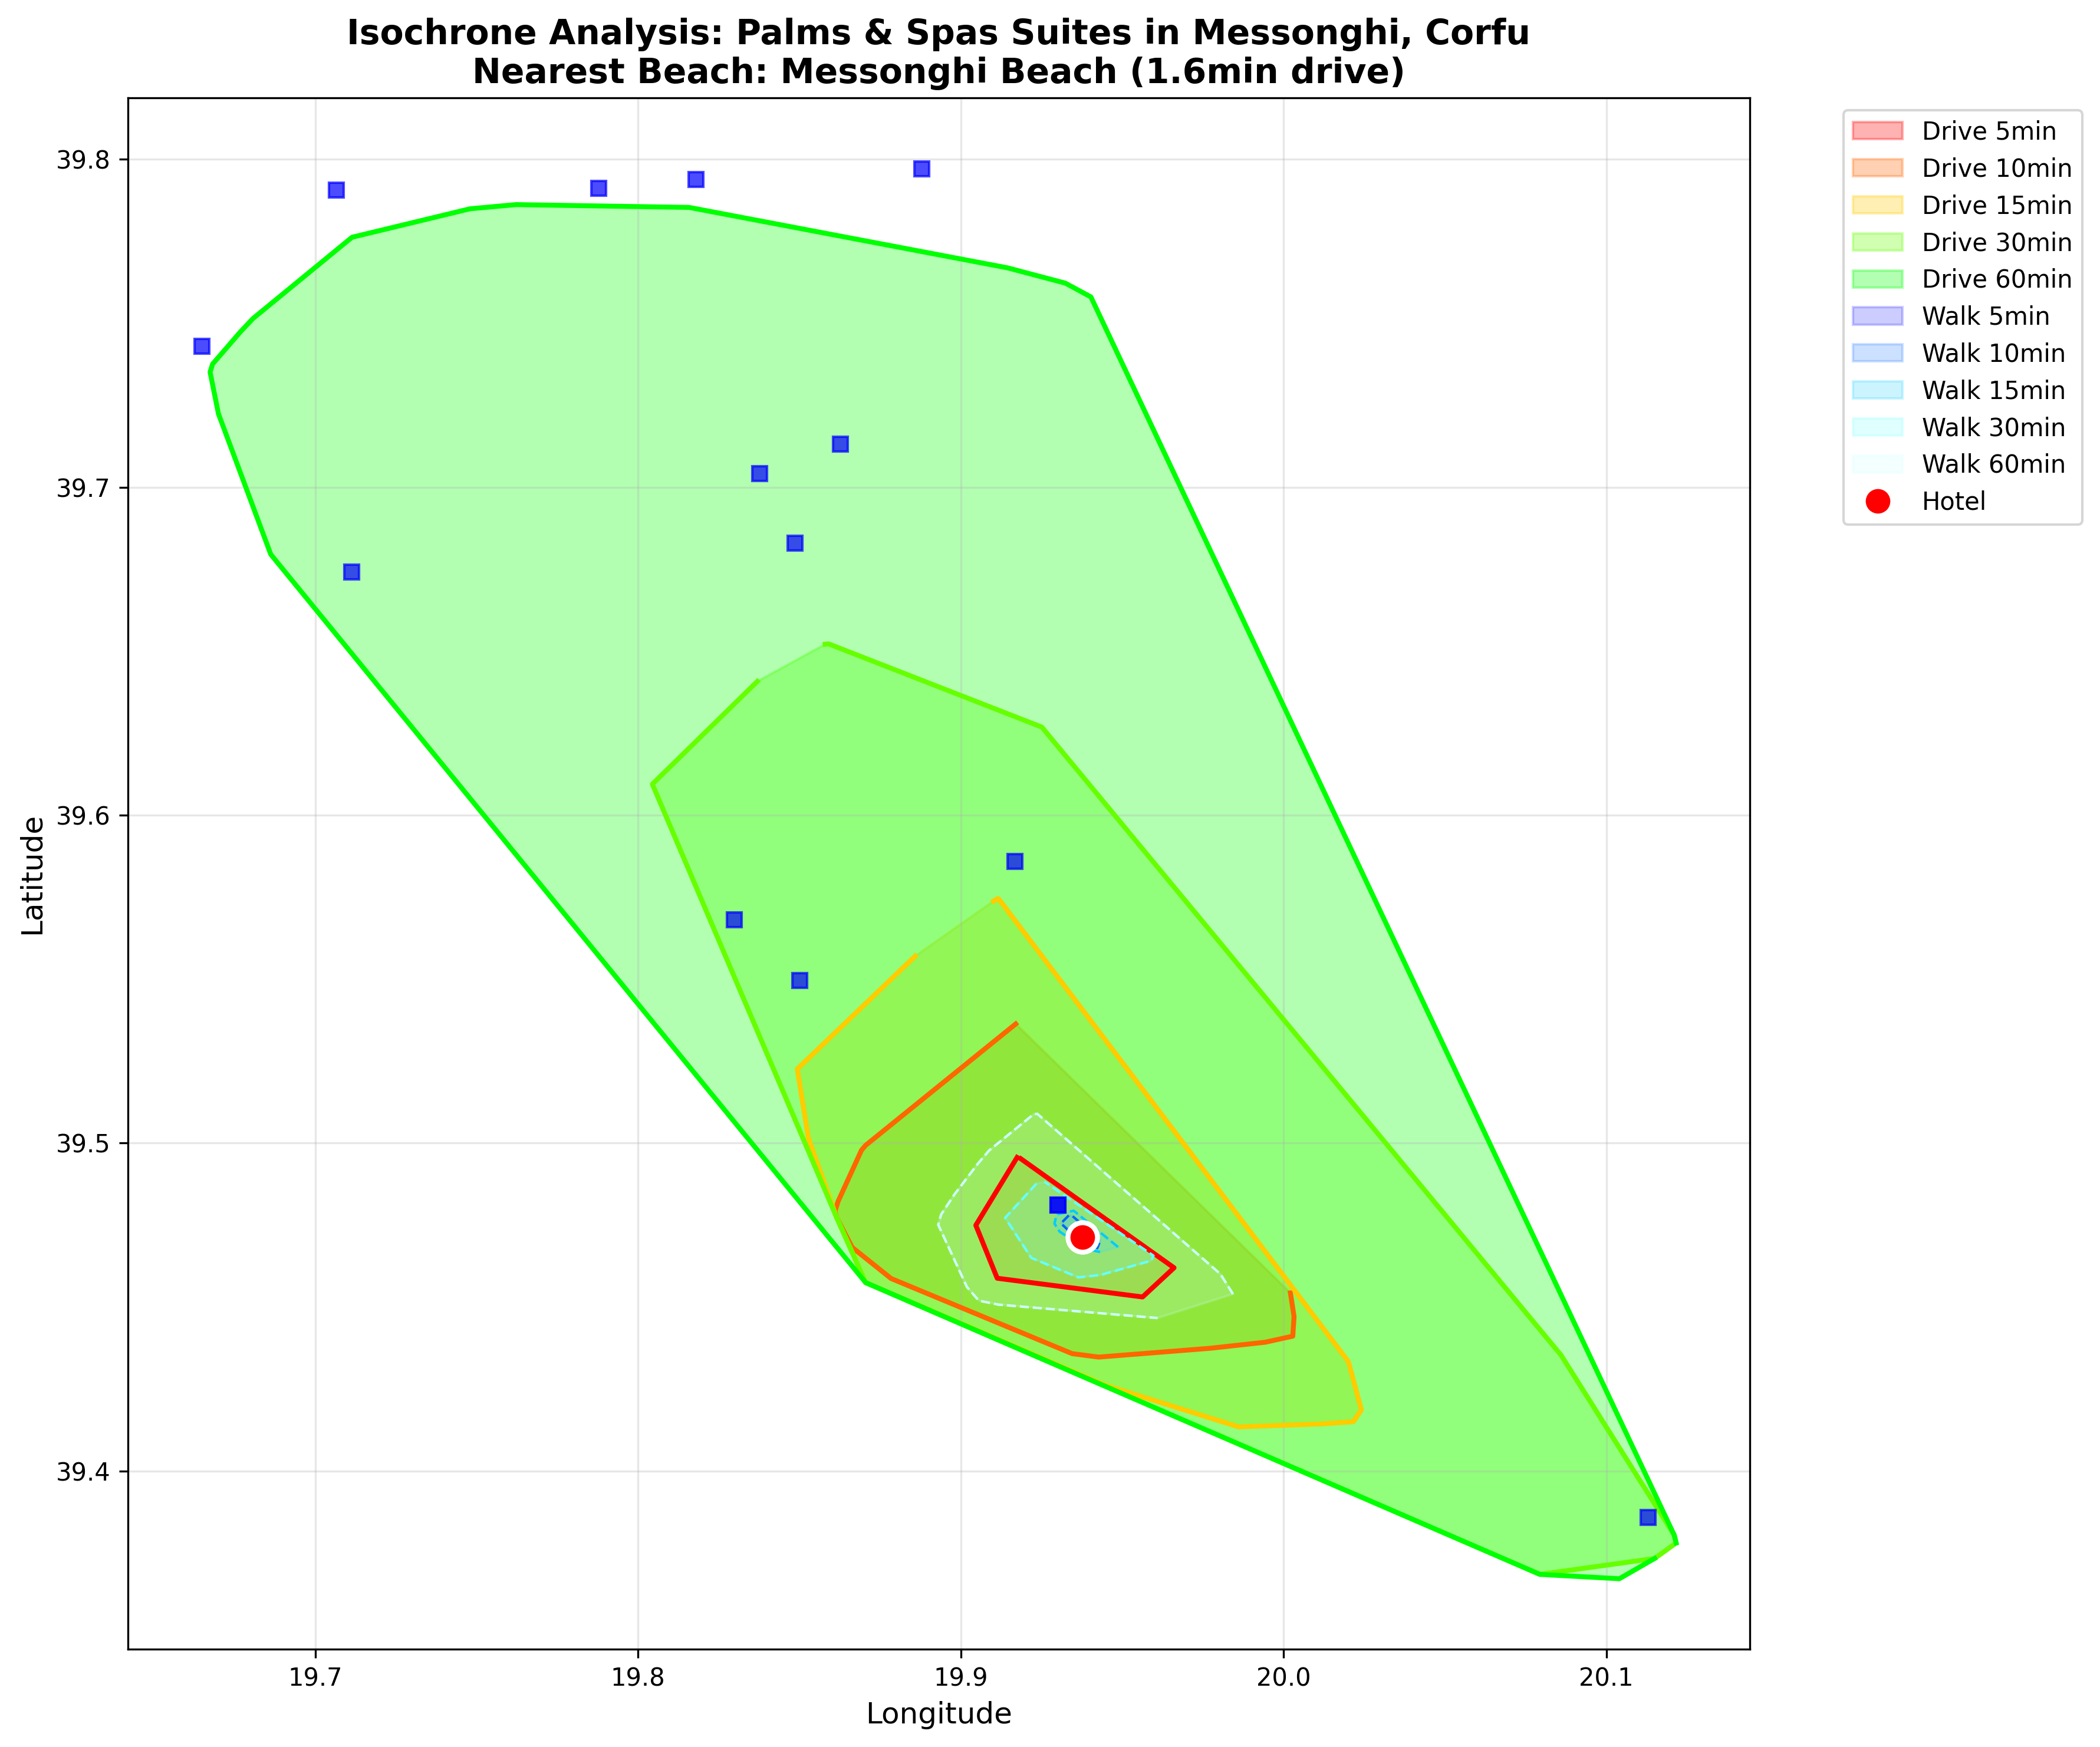 Isochrone Analysis: Palms & Spas Suites in Messonghi, Corfu
Nearest Beach: Messonghi Beach (1.6min drive)
Drive 5min
Drive 10min
Drive 15min
Drive 30min
Drive 60min
Walk 5min
Walk 10min
Walk 15min
Walk 30min
Walk 60min
Hotel
Latitude
39.8
39.7
39.6
39.5
39.4
19.7
19.8
19.9
20.0
20.1
Longitude